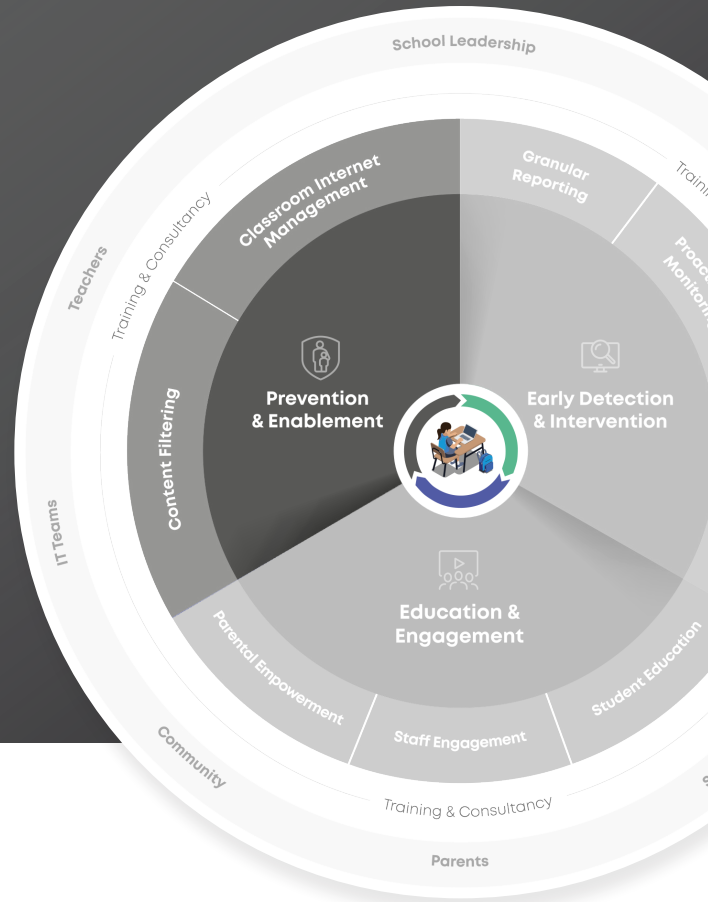 School Leadership
Granular
Reporting
Classroom Internet
Management
Training & Consultancy
Teachers
Prevention
& Enablement
Early Detection
& Intervention
Content Filtering
IT Teams
Education &
Engagement
Parental Empowerment
Staff Engagement
Student Education
Community
Training & Consultancy
Parents